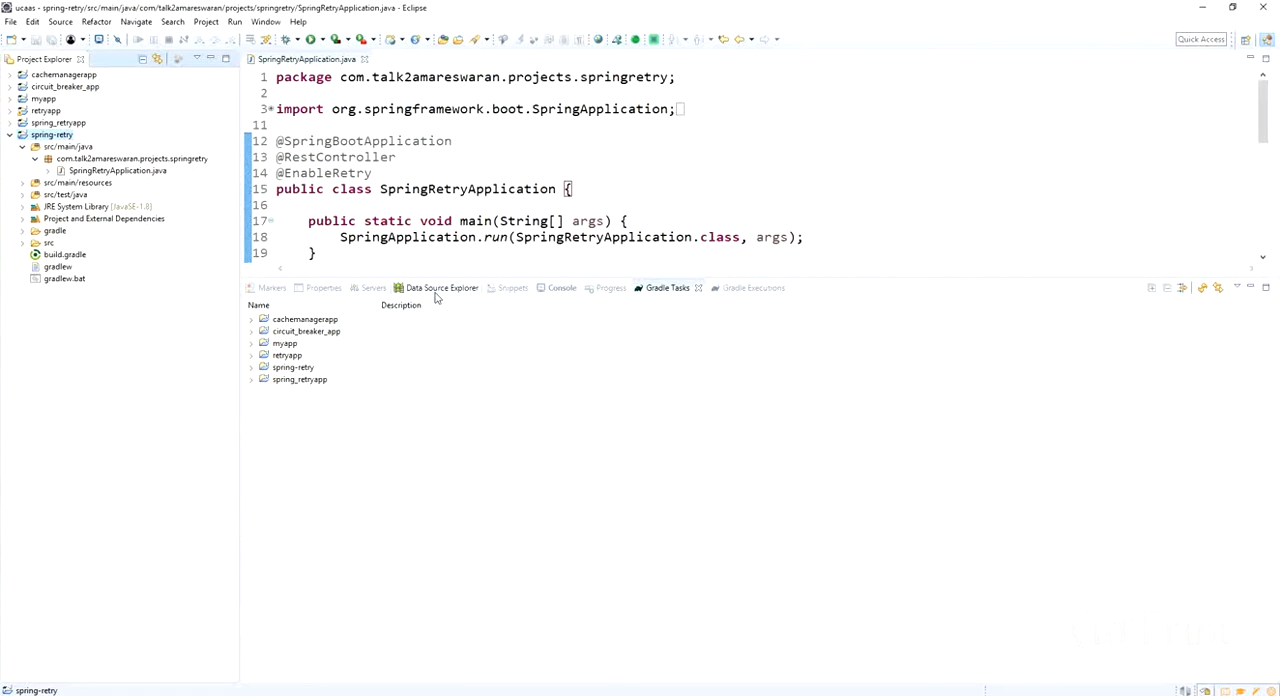 ucaas - spring-retry/src/main/java/com/talk2amareswaran/projects/springretry/SpringRetryApplication.java - Eclipse
File Edit Source Refactor Navigate Search Project Run Window Help
Quick Access
Project Explorer
cachemanagerapp
circuit_breaker_app
myapp
retryapp
spring_retryapp
spring-retry
src/main/java
com.talk2amareswaran.projects.springretry
SpringRetryApplication.java
src/main/resources
src/test/java
JRE System Library [JavaSE-1.8]
Project and External Dependencies
gradle
src
build.gradle
gradlew
gradlew.bat
SpringRetryApplication.java
1 package com.talk2amareswaran.projects.springretry;
2
3 import org.springframework.boot.SpringApplication;
11
12 @SpringBootApplication
13 @RestController
14 @EnableRetry
15 public class SpringRetryApplication {
16
17 public static void main(String[] args) {
18 SpringApplication.run(SpringRetryApplication.class, args);
19 }
Markers Properties Servers Data Source Explorer Snippets Console Progress Gradle Tasks Gradle Executions
Name Description
cachemanagerapp
circuit_breaker_app
myapp
retryapp
spring-retry
spring_retryapp
spring-retry